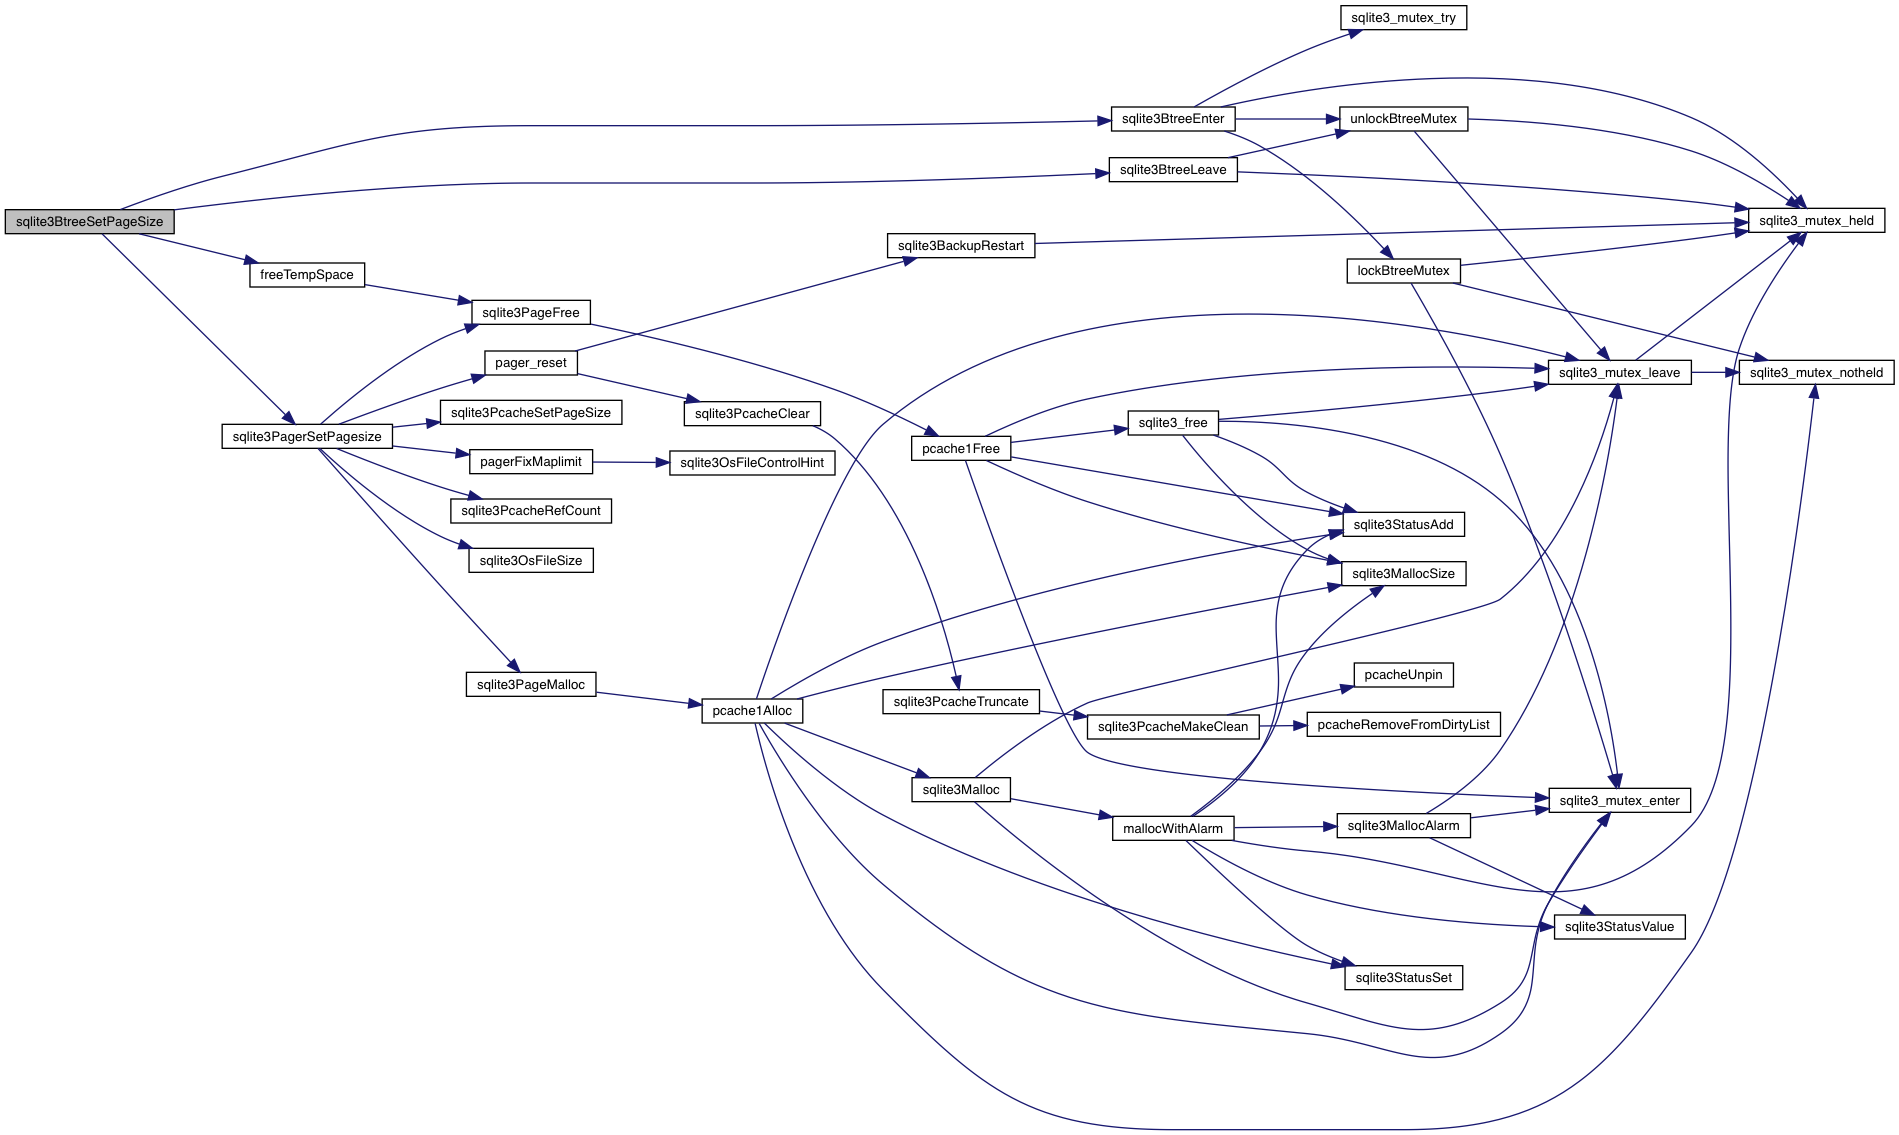 sqlite3_mutex_try
sqlite3BtreeEnter
unlockBtreeMutex
sqlite3BtreeLeave
sqlite3BtreeSetPageSize
sqlite3_mutex_held
sqlite3BackupRestart
freeTempSpace
lockBtreeMutex
sqlite3PageFree
pager_reset
sqlite3_mutex_leave
sqlite3_mutex_notheld
sqlite3PcacheSetPageSize
sqlite3PcacheClear
sqlite3_free
sqlite3PagerSetPagesize
pcache1Free
pagerFixMaplimit
sqlite3OsFileControlHint
sqlite3PcacheRefCount
sqlite3StatusAdd
sqlite3OsFileSize
sqlite3MallocSize
pcacheUnpin
sqlite3PageMalloc
sqlite3PcacheTruncate
pcache1Alloc
sqlite3PcacheMakeClean
pcacheRemoveFromDirtyList
sqlite3Malloc
sqlite3_mutex_enter
mallocWithAlarm
sqlite3MallocAlarm
sqlite3StatusValue
sqlite3StatusSet